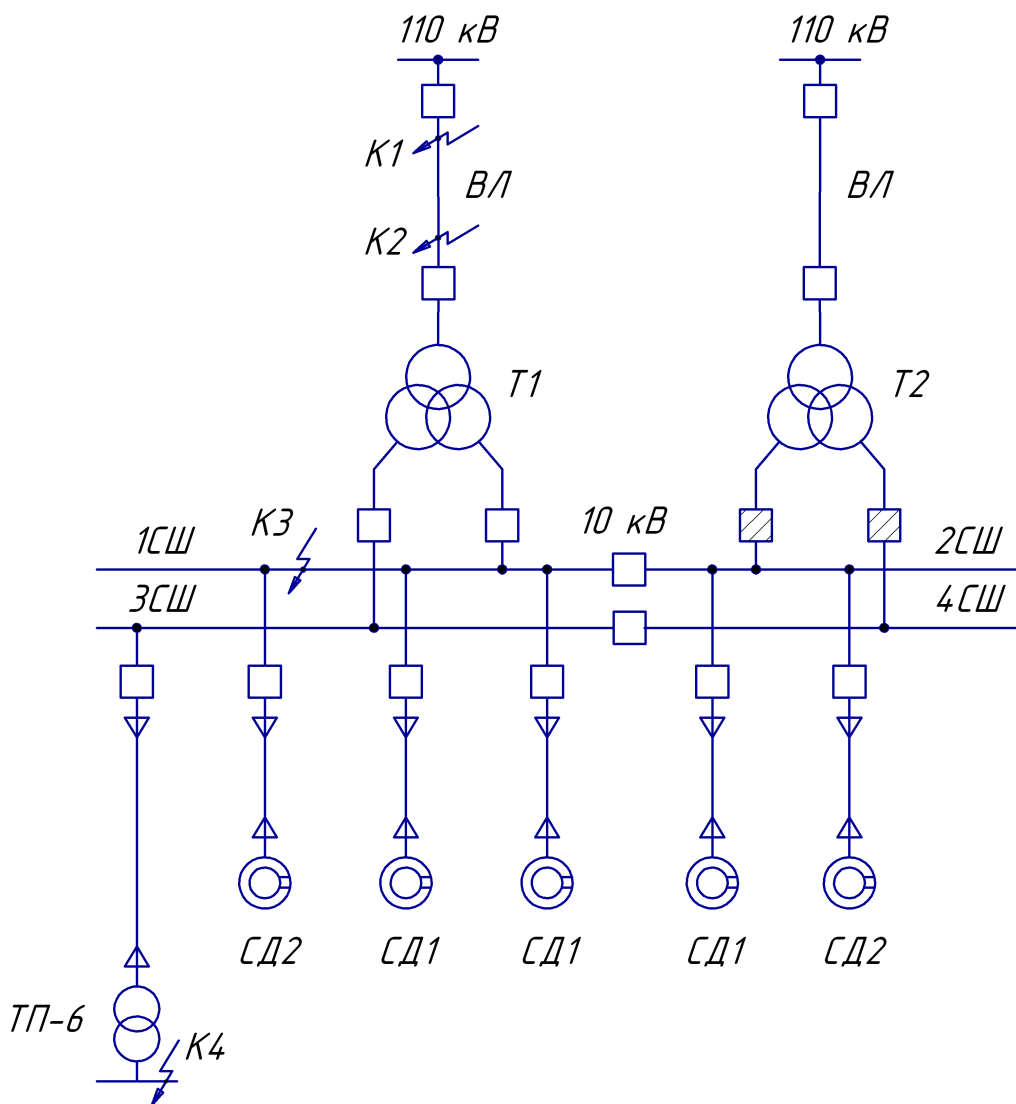 110 кВ
110 кВ
К1
ВЛ
ВЛ
К2
Т1
Т2
К3
10 кВ
1СШ
2СШ
3СШ
4СШ
СД2
СД1
СД1
СД1
СД2
ТП-6
К4